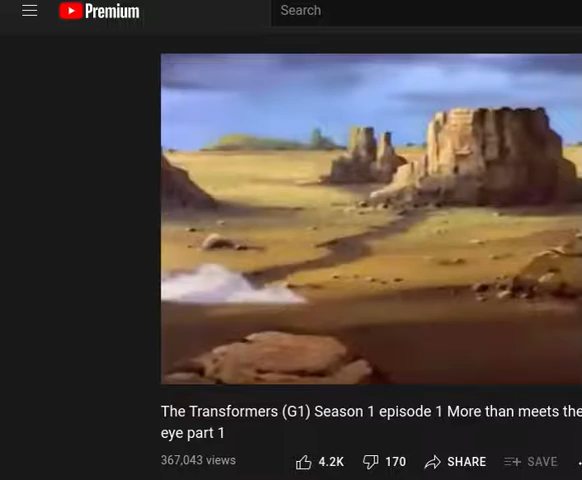 Premium
Search
The Transformers (G1) Season 1 episode 1 More than meets the
eye part 1
367,043 views 4.2K 170 SHARE SAVE